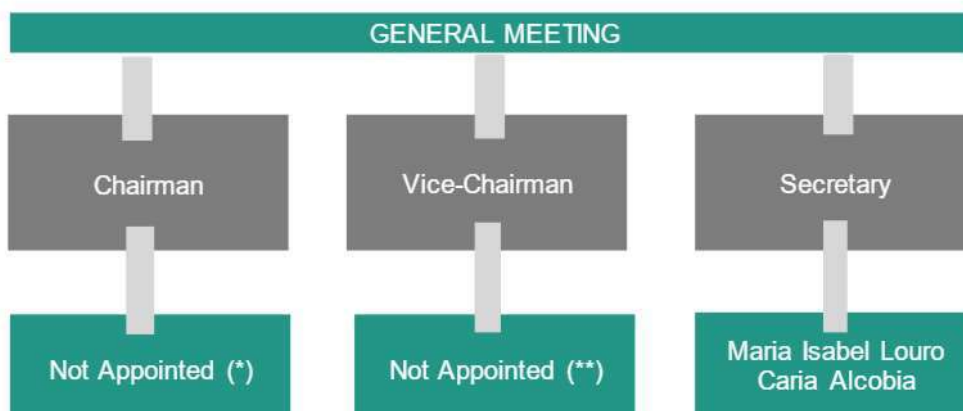 GENERAL MEETING
Chairman
Vice-Chairman
Secretary
Not Appointed (*)
Not Appointed (**)
Maria Isabel Louro
Caria Alcobia